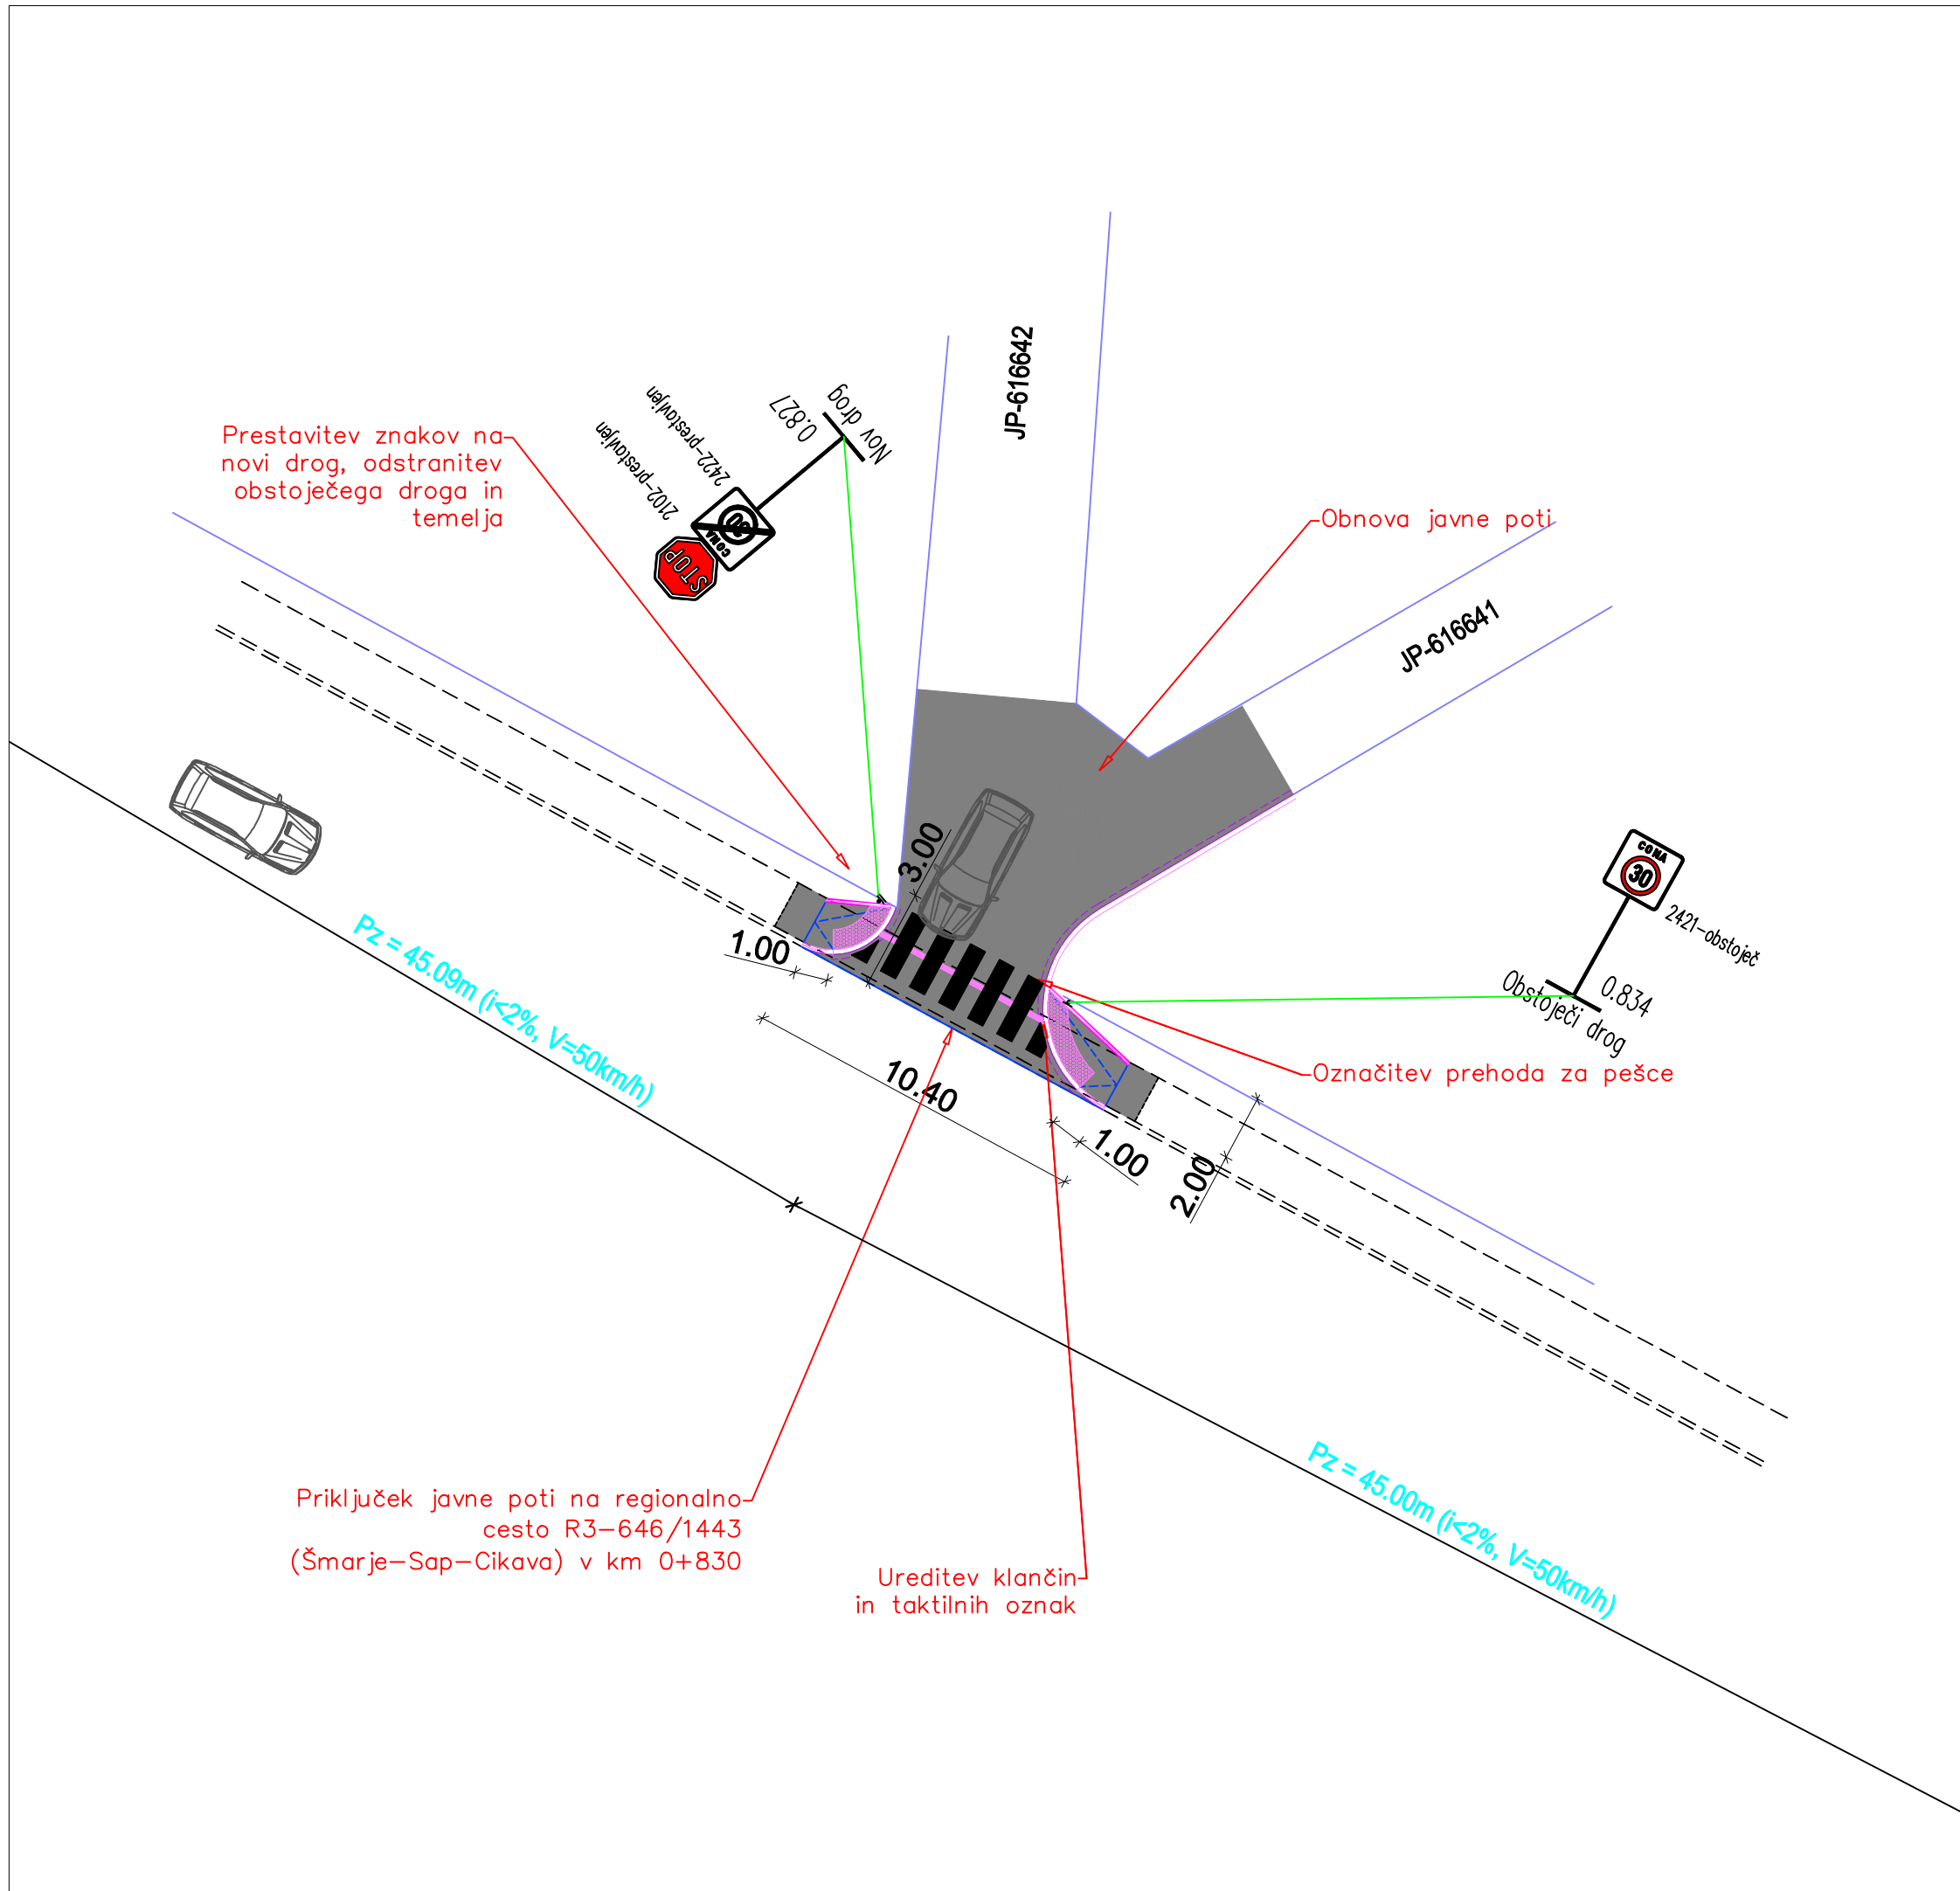 JP-616642
0.827
Nov drog
2422-prestavljen
2102-prestavljen
CONA
30
STOP
Prestavitev znakov na
novi drog, odstranitev
obstoječega droga in
temelja
Obnova javne poti
JP-616641
3.00
CONA
30
2421-obstoječ
0.834
Obstoječi drog
1.00
Pz = 45.09m (i<2%, V=50km/h)
10.40
Označitev prehoda za pešce
1.00
2.00
Priključek javne poti na regionalno
cesto R3-646/1443
(Šmarje-Sap-Cikava) v km 0+830
Ureditev klančin
in taktilnih oznak
Pz = 45.00m (i<2%, V=50km/h)